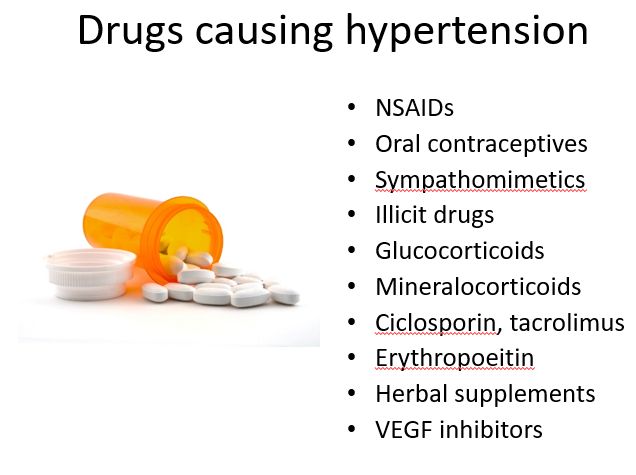 Drugs causing hypertension
• NSAIDs
• Oral contraceptives
• Sympathomimetics
• Illicit drugs
• Glucocorticoids
• Mineralocorticoids
• Ciclosporin, tacrolimus
• Erythropoeitin
• Herbal supplements
• VEGF inhibitors